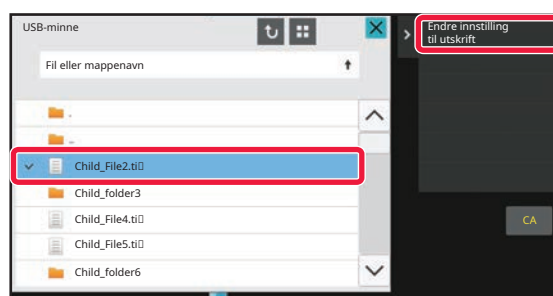 USB-minne
Endre innstilling
til utskrift
Fil eller mappenavn
.
..
Child_File2.ti
Child_folder3
Child_File4.ti
Child_File5.ti
Child_folder6
CA